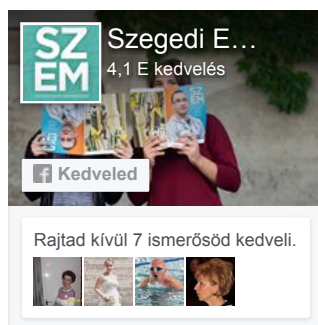 SZ
EM
Szegedi E…
4,1 E kedvelés
Kedveled
Rajtad kívül 7 ismerősöd kedveli.